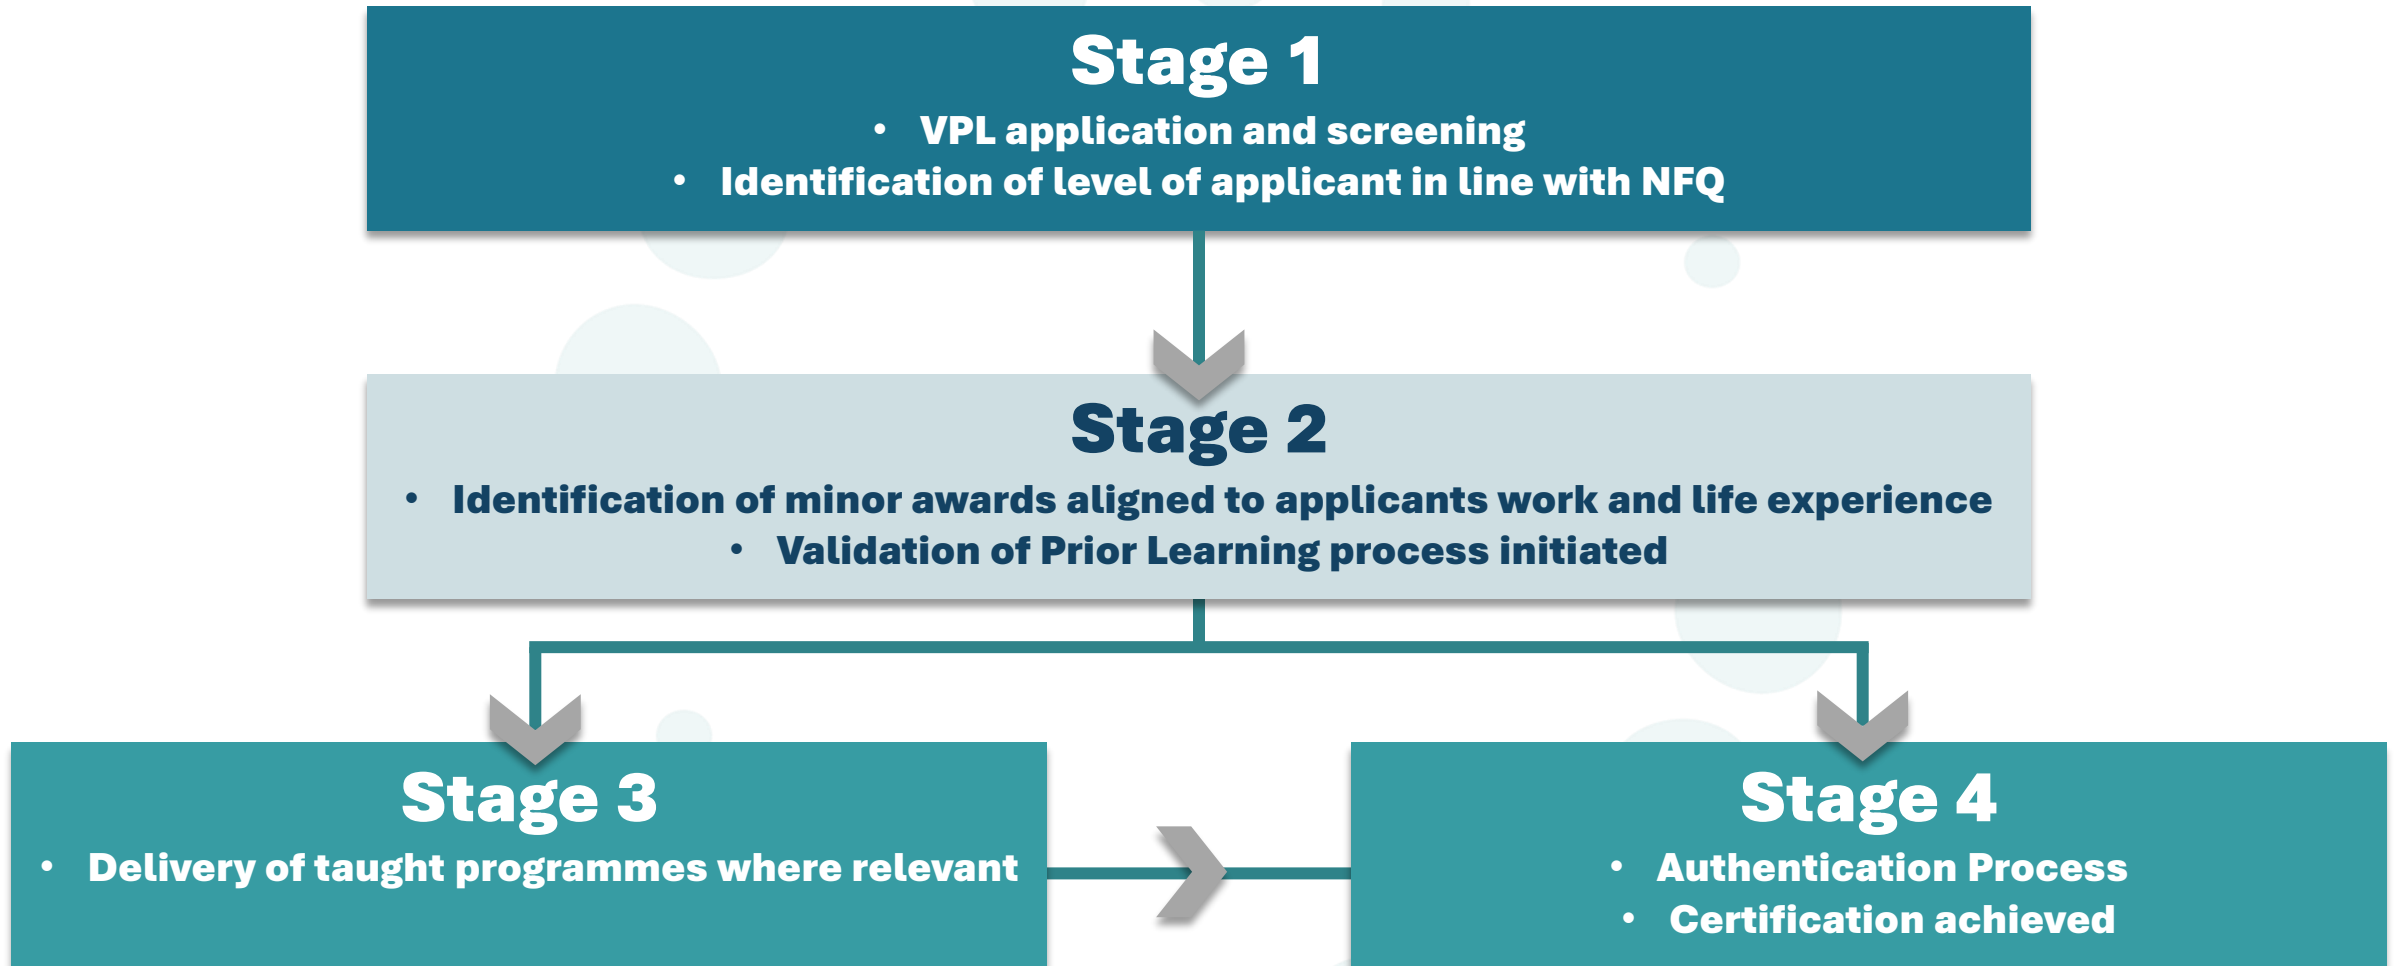 Stage 1
• VPL application and screening
• Identification of level of applicant in line with NFQ
Stage 2
• Identification of minor awards aligned to applicants work and life experience
• Validation of Prior Learning process initiated
Stage 3
• Delivery of taught programmes where relevant
Stage 4
• Authentication Process
• Certification achieved